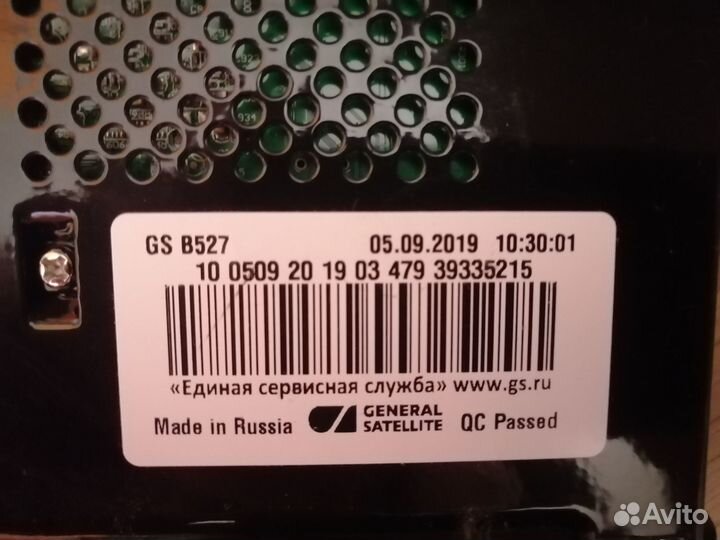 GS B527 05.09.2019 10:30:01
10 0509 20 19 03 479 39335215
«Единая сервисная служба» www.gs.ru
Made in Russia GENERAL SATELLITE QC Passed
Avito